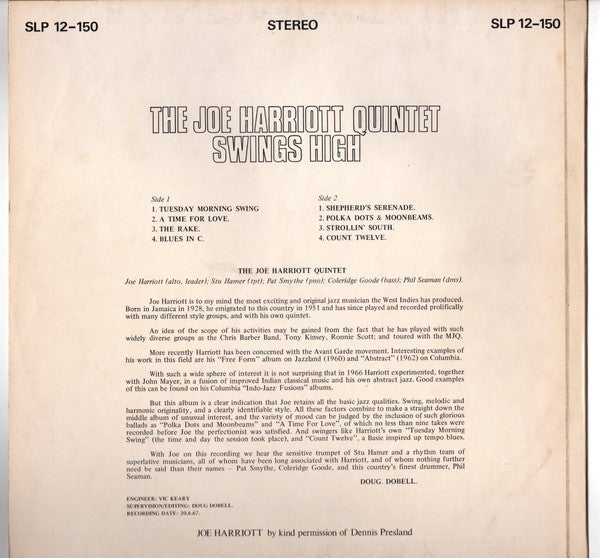 SLP 12-150 STEREO SLP 12-150
THE JOE HARRIOTT QUINTET
SWINGS HIGH
Side 1
1. TUESDAY MORNING SWING
2. A TIME FOR LOVE.
3. THE RAKE.
4. BLUES IN C.
Side 2
1. SHEPHERD'S SERENADE.
2. POLKA DOTS & MOONBEAMS.
3. STROLLIN' SOUTH.
4. COUNT TWELVE.
THE JOE HARRIOTT QUINTET
Joe Harriott (alto, leader); Stu Hamer (tpt); Pat Smythe (pno); Coleridge Goode (bass); Phil Seaman (dms).
Joe Harriott is to my mind the most exciting and original jazz musician the West Indies has produced.
Born in Jamaica in 1928, he emigrated to this country in 1951 and has since played and recorded prolifically
with many different style groups, and with his own quintet.
An idea of the scope of his activities may be gained from the fact that he has played with such
widely diverse groups as the Chris Barber Band, Tony Kinsey, Ronnie Scott; and toured with the MJQ.
More recently Harriott has been concerned with the Avant Garde movement. Interesting examples of
his work in this field are his "Free Form" album on Jazzland (1960) and "Abstract" (1962) on Columbia.
With such a wide sphere of interest it is not surprising that in 1966 Harriott experimented, together
with John Mayer, in a fusion of improved Indian classical music and his own abstract jazz. Good examples
of this can be found on his Columbia "Indo-Jazz Fusions" albums.
But this album is a clear indication that Joe retains all the basic jazz qualities. Swing, melodic and
harmonic originality, and a clearly identifiable style. All these factors combine to make a straight down the
middle album of unusual interest, and the variety of mood can be judged by the inclusion of such glorious
ballads as "Polka Dots and Moonbeams" and "A Time For Love", of which no less than nine takes were
recorded before Joe the perfectionist was satisfied. And swingers like Harriott's own "Tuesday Morning
Swing" (the time and day the session took place), and "Count Twelve", a Basie inspired up tempo blues.
With Joe on this recording we hear the sensitive trumpet of Stu Hamer and a rhythm team of
superlative musicians, all of whom have been long associated with Harriott, and of whom nothing further
need be said than their names -- Pat Smythe, Coleridge Goode, and this country's finest drummer, Phil
Seaman.
DOUG. DOBELL.
ENGINEER: VIC KEARY
SUPERVISION/EDITING: DOUG DOBELL.
RECORDING DATE: 20.6.67.
JOE HARRIOTT by kind permission of Dennis Presland